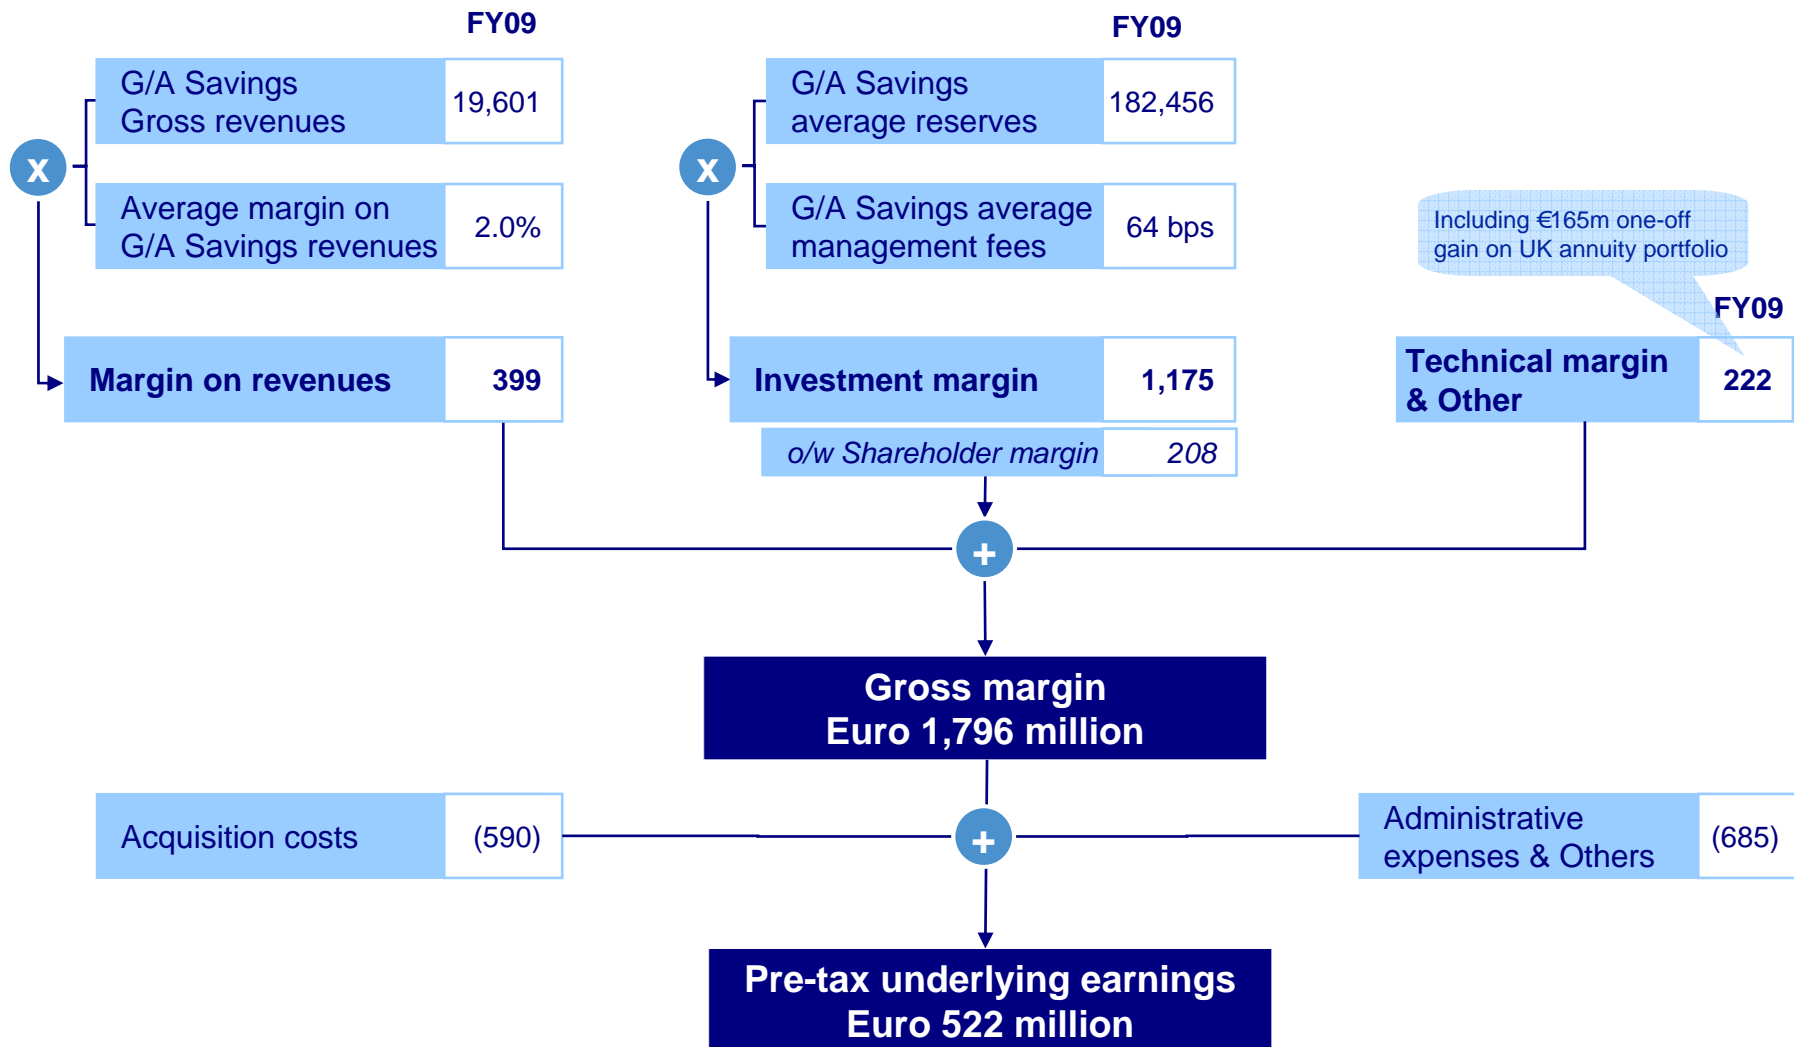 FY09
FY09
G/A Savings
Gross revenues
19,601
G/A Savings
average reserves
182,456
x
x
Average margin on
G/A Savings revenues
2.0%
G/A Savings average
management fees
64 bps
Including €165m one-off
gain on UK annuity portfolio
FY09
Margin on revenues
399
Investment margin
1,175
Technical margin
& Other
222
o/w Shareholder margin
208
+
Gross margin
Euro 1,796 million
Acquisition costs
(590)
+
Administrative
expenses & Others
(685)
Pre-tax underlying earnings
Euro 522 million